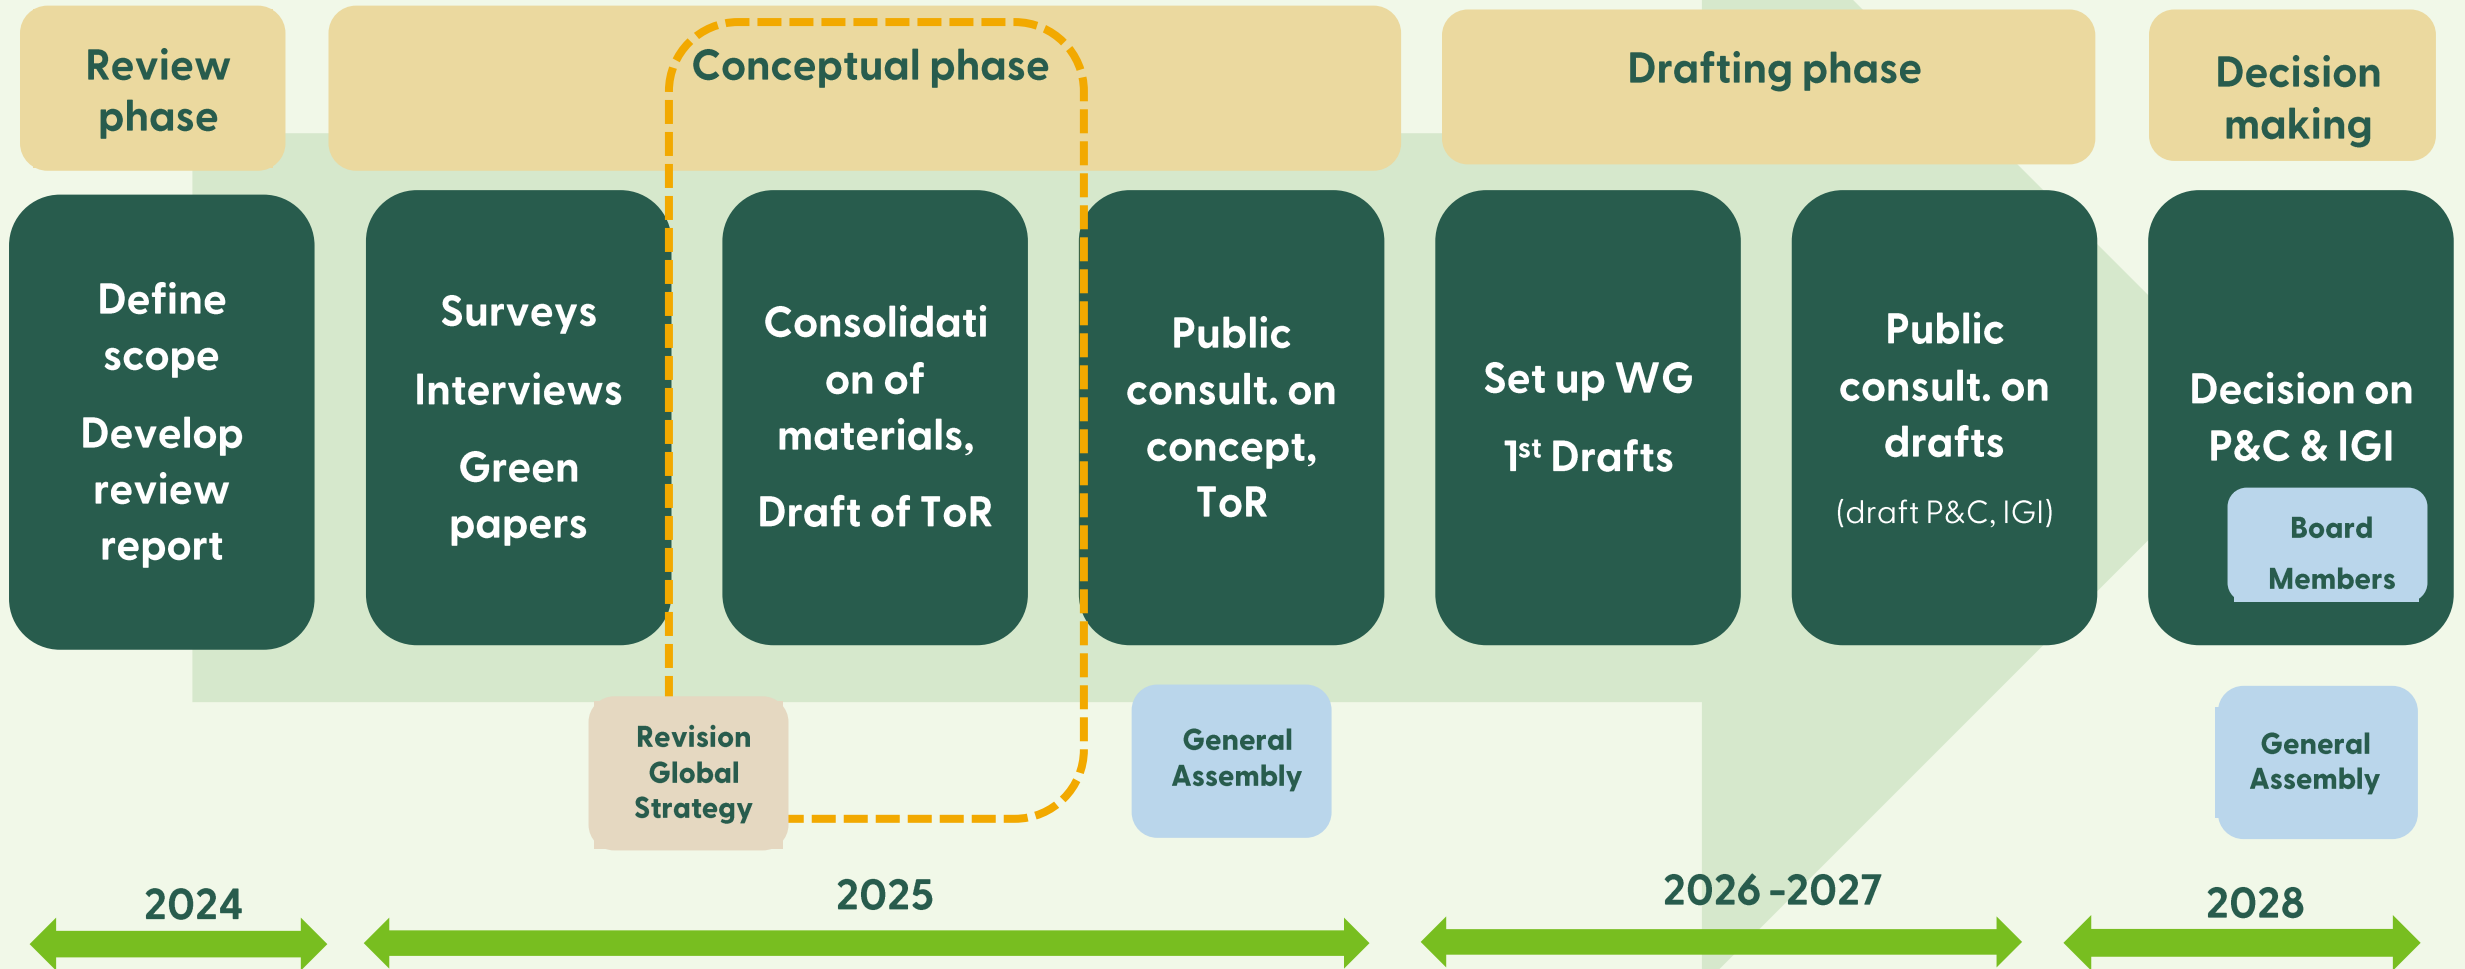 Review
phase
Conceptual phase
Drafting phase
Decision
making
Define
scope
Develop
review
report
Surveys
Interviews
Green
papers
Consolidati
on of
materials,
Draft of ToR
Public
consult. on
concept,
ToR
Set up WG
1st Drafts
Public
consult. on
drafts
(draft P&C, IGI)
Decision on
P&C & IGI
Board
Members
Revision
Global
Strategy
General
Assembly
General
Assembly
2024
2025
2026 -2027
2028